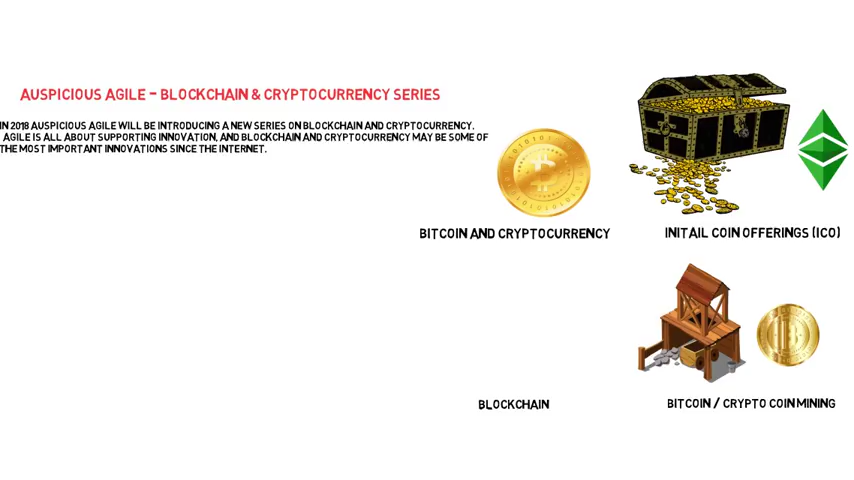 AUSPICIOUS AGILE - BLOCKCHAIN & CRYPTOCURRENCY SERIES
IN 2018 AUSPICIOUS AGILE WILL BE INTRODUCING A NEW SERIES ON BLOCKCHAIN AND CRYPTOCURRENCY.
AGILE IS ALL ABOUT SUPPORTING INNOVATION, AND BLOCKCHAIN AND CRYPTOCURRENCY MAY BE SOME OF
THE MOST IMPORTANT INNOVATIONS SINCE THE INTERNET.
BITCOIN AND CRYPTOCURRENCY
INITAIL COIN OFFERINGS (ICO)
BLOCKCHAIN
BITCOIN / CRYPTO COIN MINING